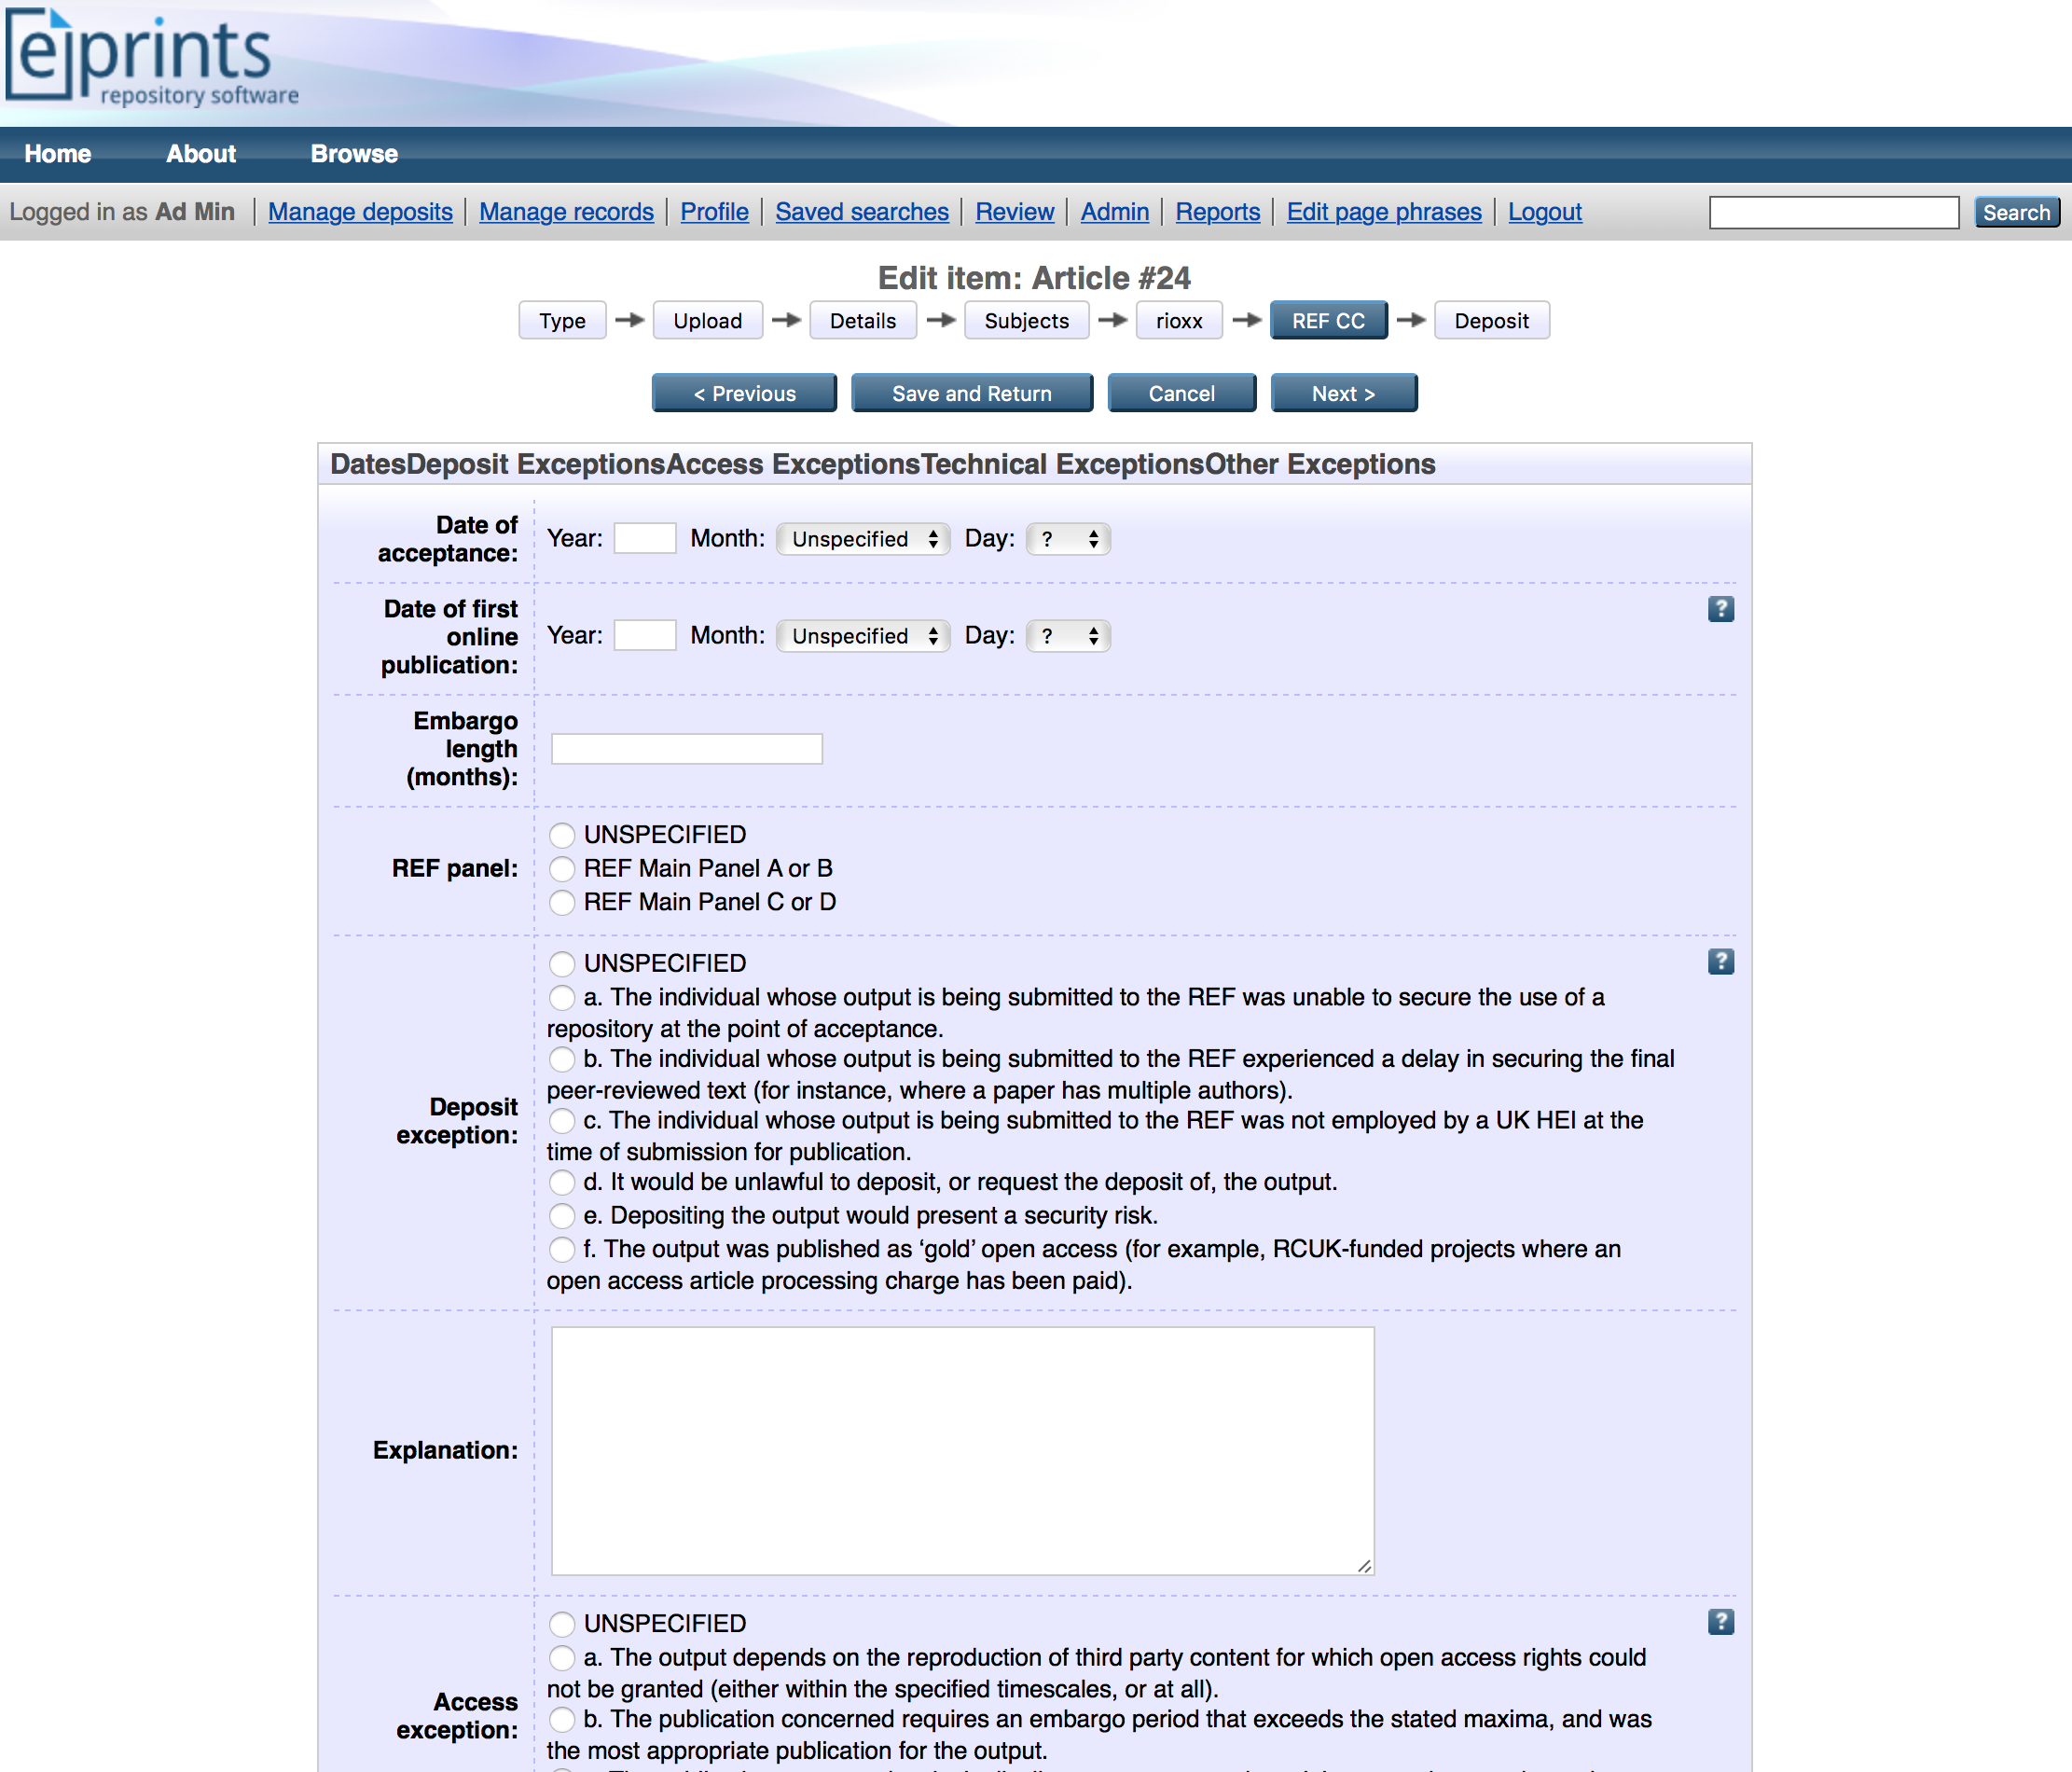 eprints
repository software
Home About Browse
Logged in as Ad Min Manage deposits Manage records Profile Saved searches Review Admin Reports Edit page phrases Logout Search
Edit item: Article #24
Type Upload Details Subjects rioxx REF CC Deposit
< Previous Save and Return Cancel Next >
DatesDeposit ExceptionsAccess ExceptionsTechnical ExceptionsOther Exceptions
Date of
acceptance:
Year: Month: Unspecified Day: ?
Date of first
online
publication:
Year: Month: Unspecified Day: ?
?
Embargo
length
(months):
REF panel:
UNSPECIFIED
REF Main Panel A or B
REF Main Panel C or D
Deposit
exception:
UNSPECIFIED
?
a. The individual whose output is being submitted to the REF was unable to secure the use of a
repository at the point of acceptance.
b. The individual whose output is being submitted to the REF experienced a delay in securing the final
peer-reviewed text (for instance, where a paper has multiple authors).
c. The individual whose output is being submitted to the REF was not employed by a UK HEI at the
time of submission for publication.
d. It would be unlawful to deposit, or request the deposit of, the output.
e. Depositing the output would present a security risk.
f. The output was published as ‘gold’ open access (for example, RCUK-funded projects where an
open access article processing charge has been paid).
Explanation:
Access
exception:
UNSPECIFIED
?
a. The output depends on the reproduction of third party content for which open access rights could
not be granted (either within the specified timescales, or at all).
b. The publication concerned requires an embargo period that exceeds the stated maxima, and was
the most appropriate publication for the output.